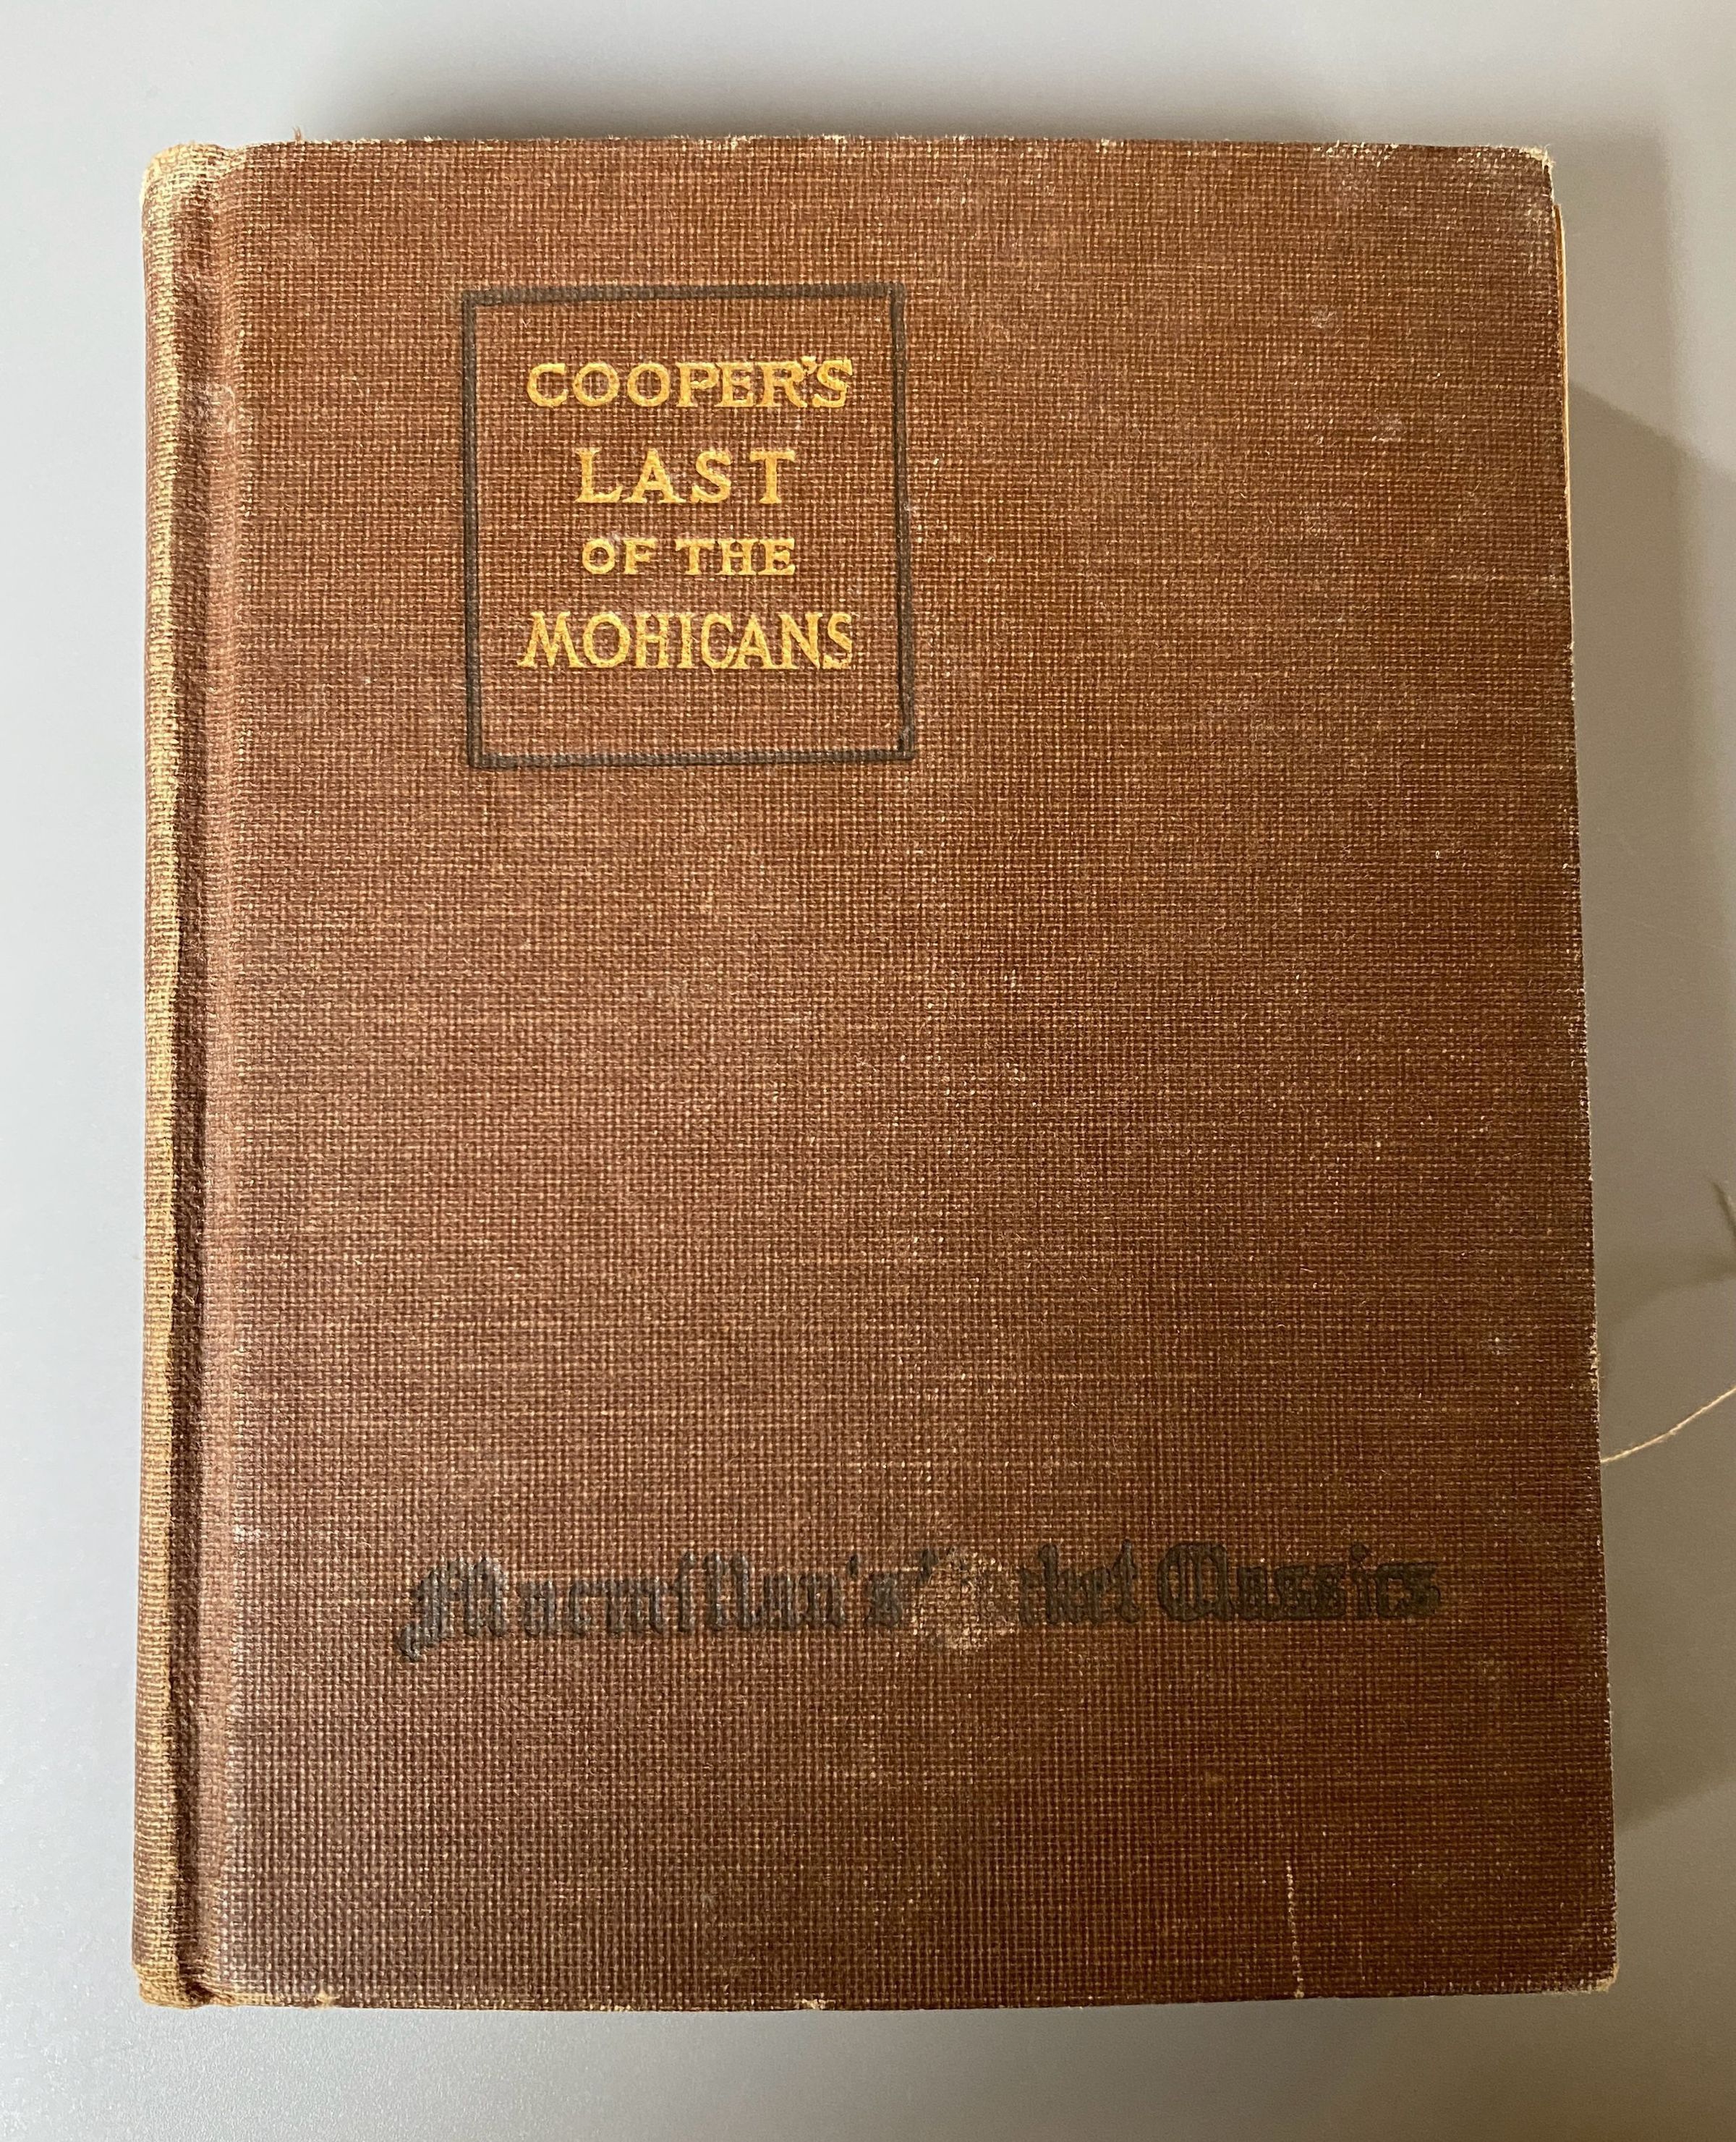 COOPER'S
LAST
OF THE
MOHICANS
Macmillan's Classics